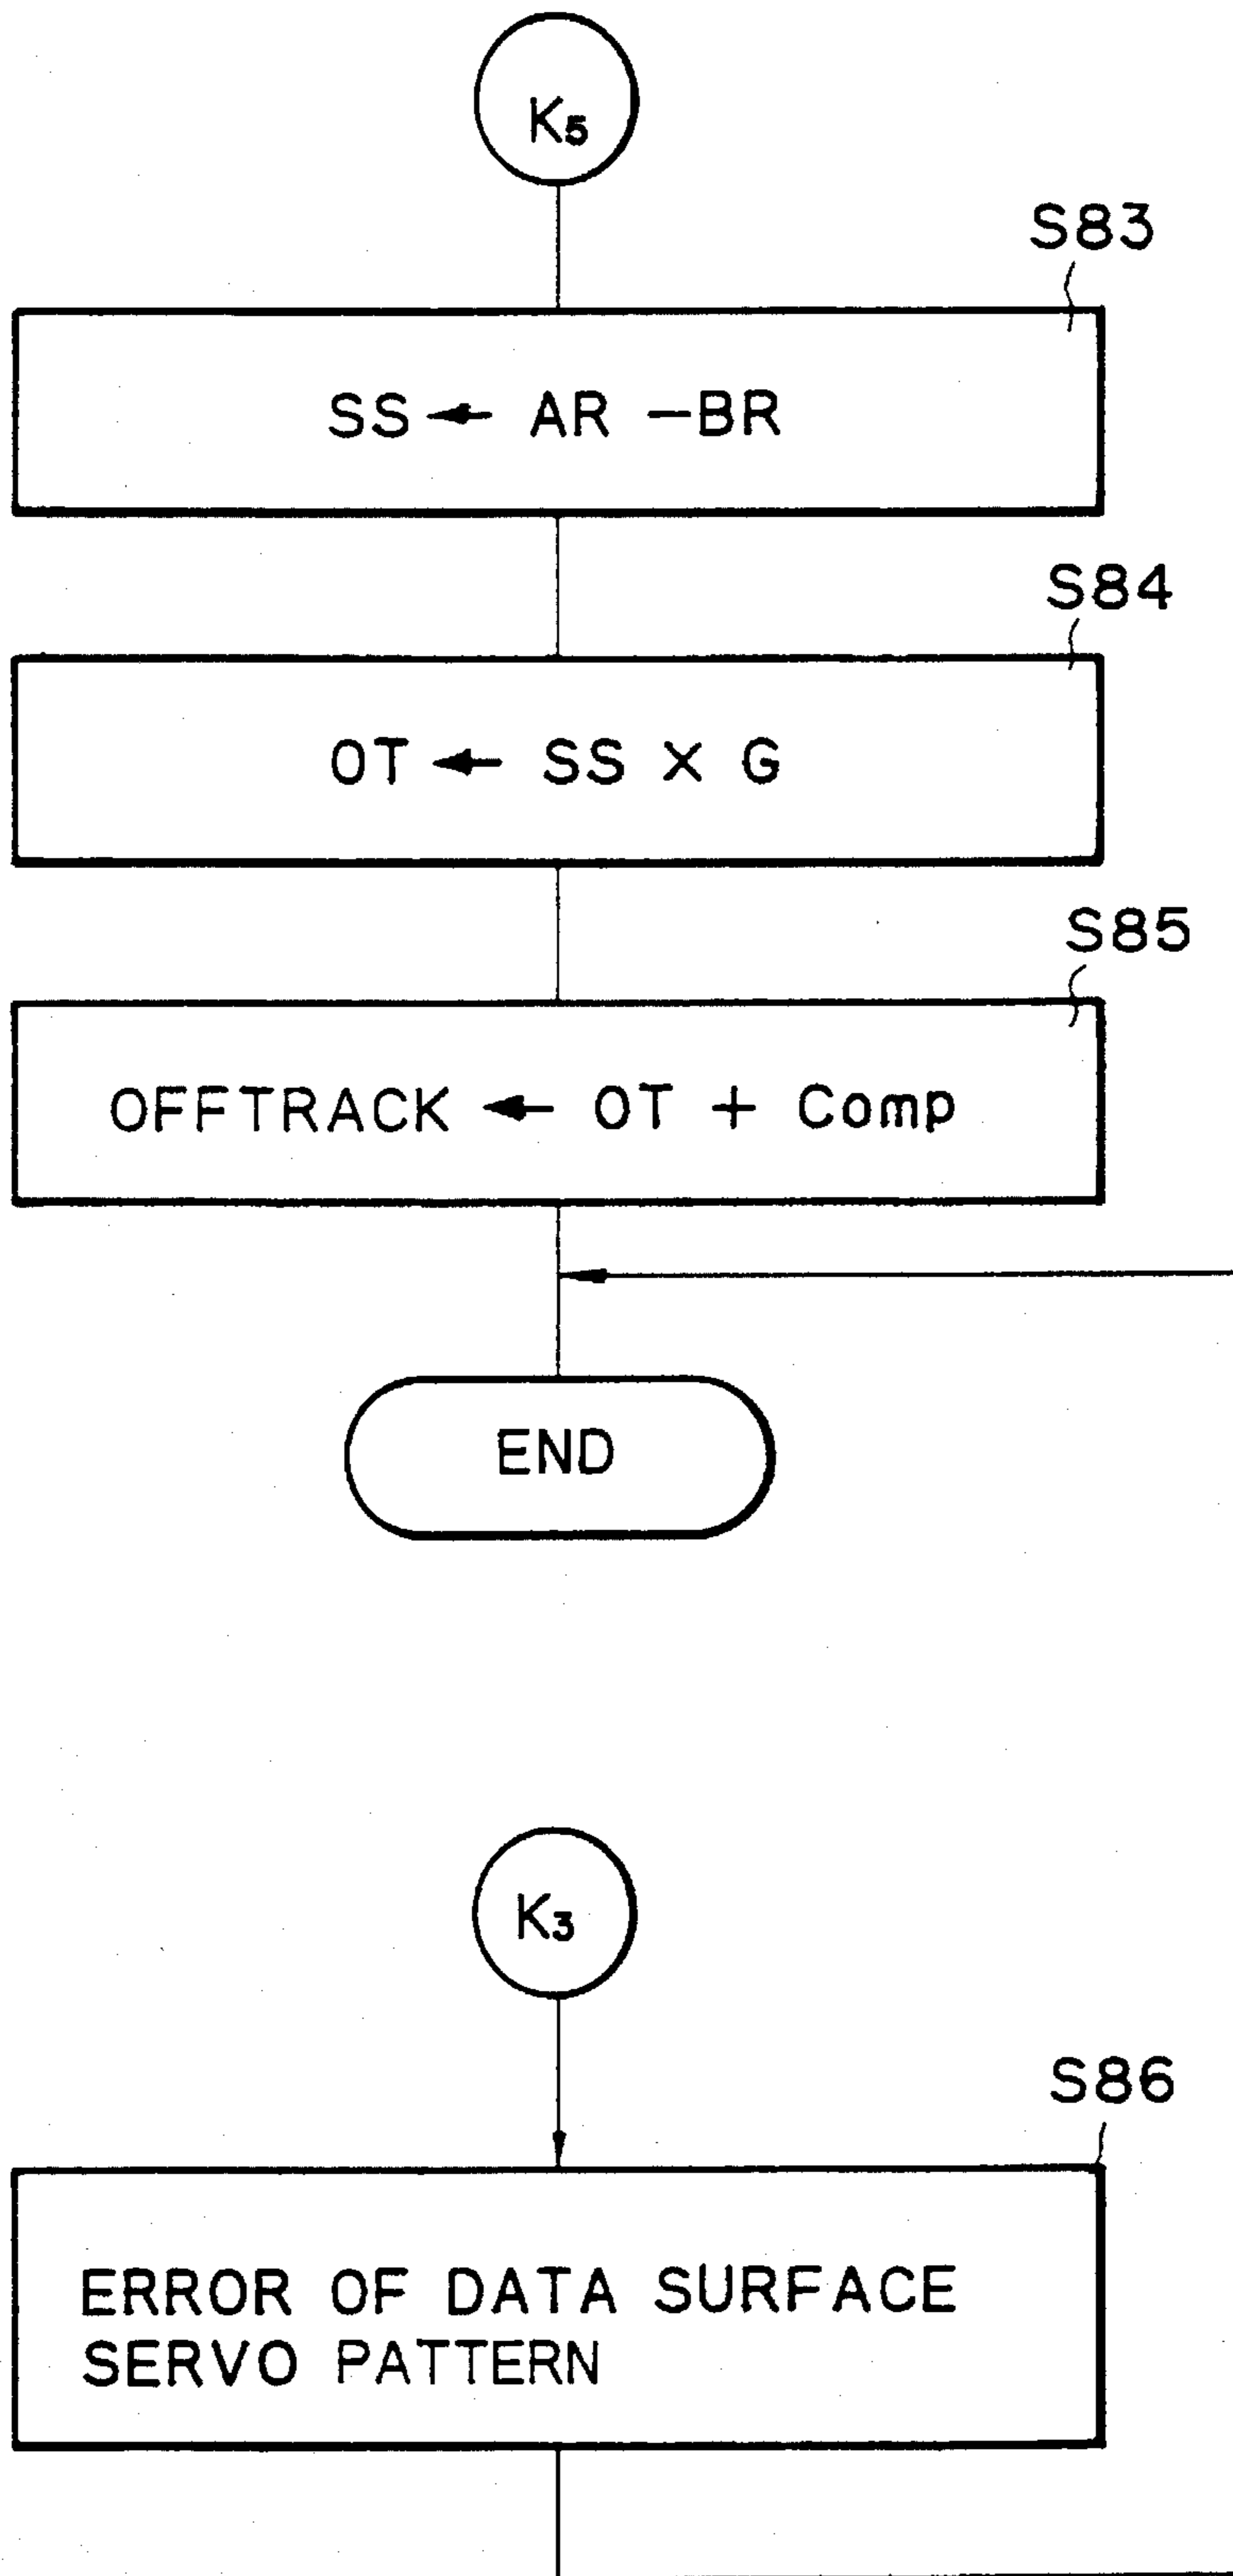 K5
S83
SS ← AR -BR
S84
OT ← SS × G
S85
OFFTRACK ← OT + Comp
END
K3
S86
ERROR OF DATA SURFACE
SERVO PATTERN